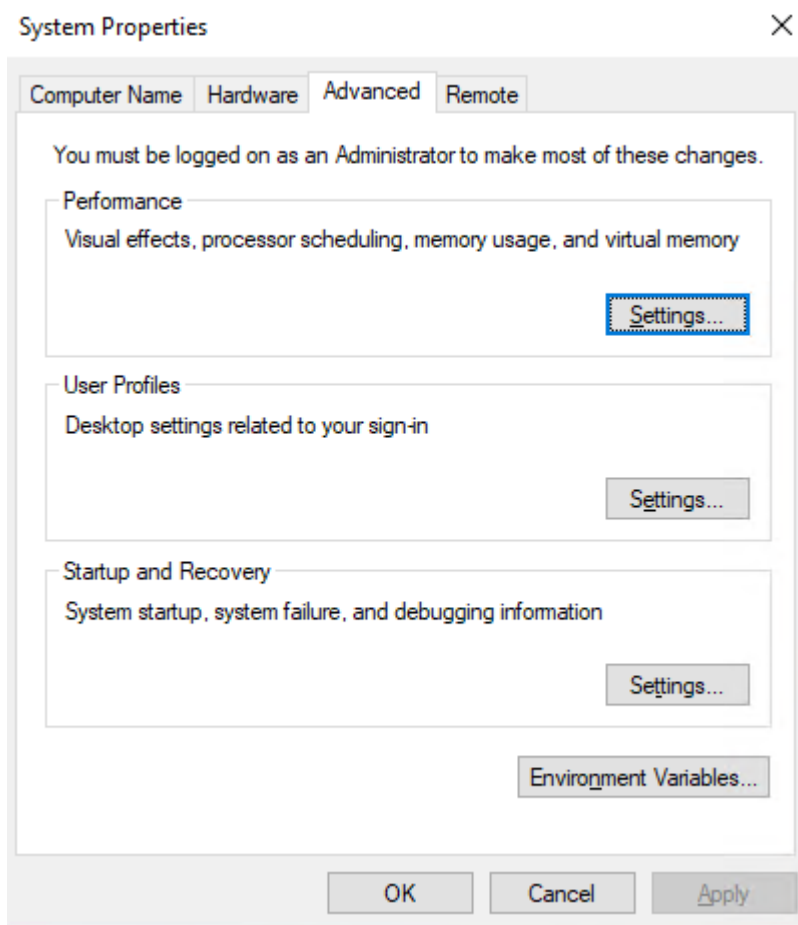 System Properties
Computer Name
Hardware
Advanced
Remote
You must be logged on as an Administrator to make most of these changes.
Performance
Visual effects, processor scheduling, memory usage, and virtual memory
Settings...
User Profiles
Desktop settings related to your sign-in
Settings...
Startup and Recovery
System startup, system failure, and debugging information
Settings...
Environment Variables...
OK
Cancel
Apply